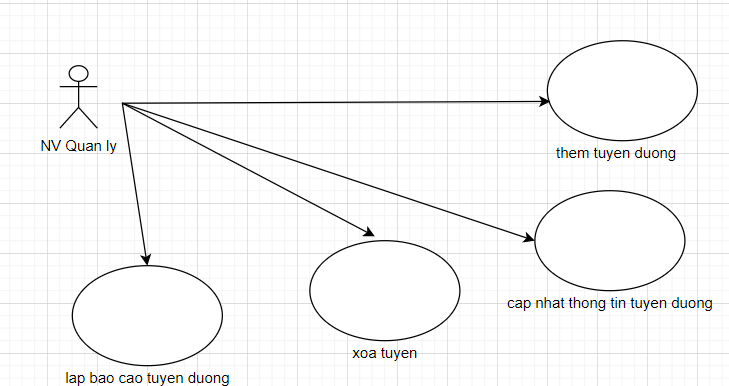 NV Quan ly
them tuyen duong
cap nhat thong tin tuyen duong
xoa tuyen
lap bao cao tuyen duong